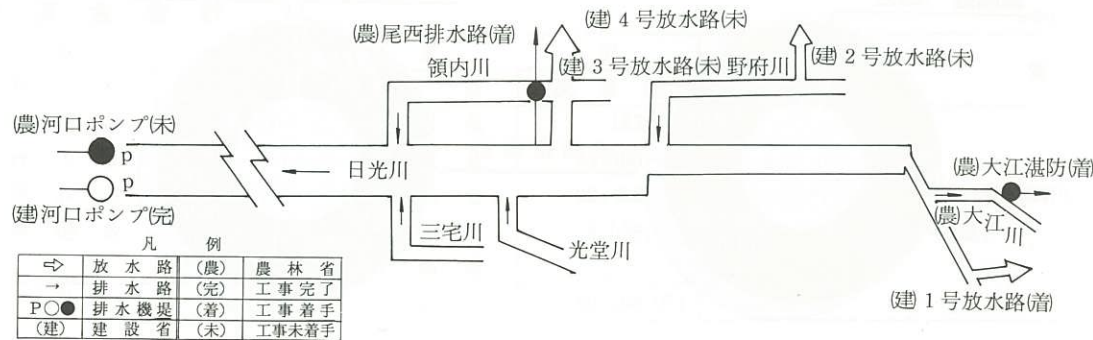 (建)4号放水路(未)
(農)尾西排水路(着)
領内川
(建)3号放水路(未)
野府川
(建)2号放水路(未)
(農)河口ポンプ(未)
p
日光川
(農)大江湛防(着)
p
(建)河口ポンプ(完)
(農)大江川
三宅川
光堂川
(建)1号放水路(着)
凡例
⇨ 放水路 (農) 農林省
→ 排水路 (完) 工事完了
P○● 排水機堤 (着) 工事着手
(建) 建設省 (未) 工事未着手